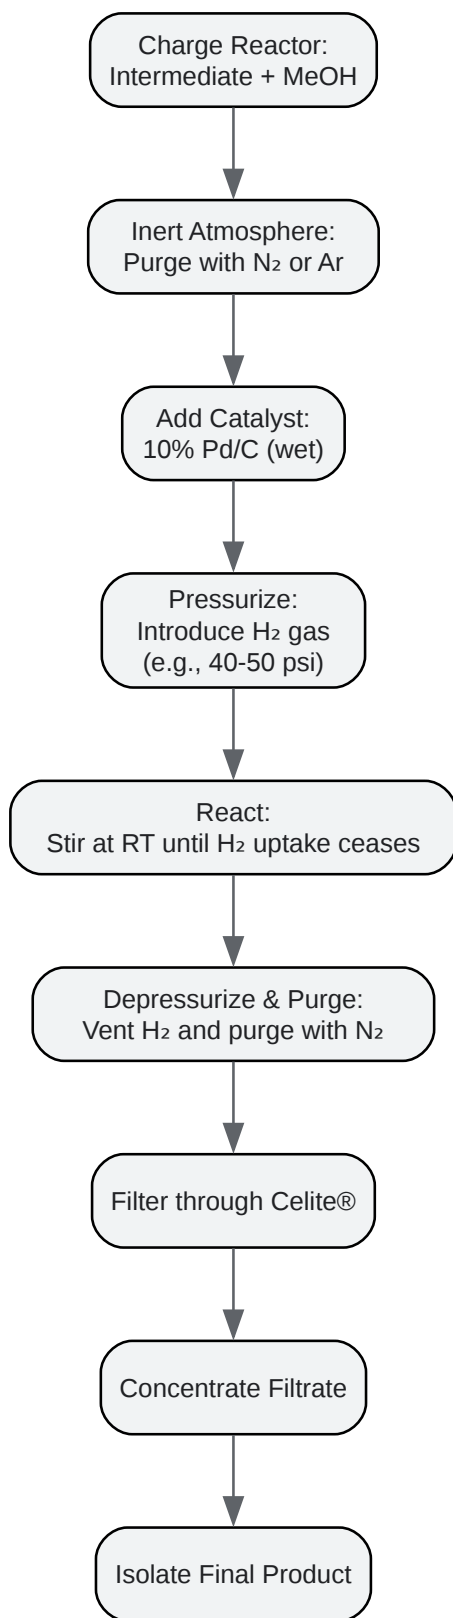 Charge Reactor:
Intermediate + MeOH
Inert Atmosphere:
Purge with N₂ or Ar
Add Catalyst:
10% Pd/C (wet)
Pressurize:
Introduce H₂ gas
(e.g., 40-50 psi)
React:
Stir at RT until H₂ uptake ceases
Depressurize & Purge:
Vent H₂ and purge with N₂
Filter through Celite®
Concentrate Filtrate
Isolate Final Product